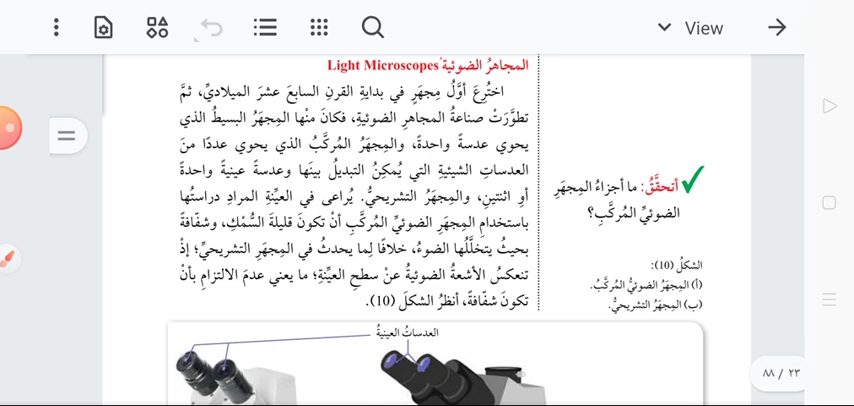 View
المجاهرُ الضوئيةُ Light Microscopes
اختُرِعَ أوَّلُ مِجهَرٍ في بدايةِ القرنِ السابعَ عشرَ الميلاديِّ، ثمَّ
تطوَّرَتْ صناعةُ المجاهرِ الضوئيةِ، فكانَ منْها المِجهَرُ البسيطُ الذي
يحوي عدسةً واحدةً، والمِجهَرُ المُركَّبُ الذي يحوي عددًا منَ
العدساتِ الشيئيةِ التي يُمكِنُ التبديلُ بينَها وعدسةً عينيةً واحدةً
أوِ اثنتينِ، والمِجهَرُ التشريحيُّ. يُراعى في العيِّنةِ المرادِ دراستُها
باستخدامِ المِجهَرِ الضوئيِّ المُركَّبِ أنْ تكونَ قليلةَ السُّمْكِ، وشفّافةً
بحيثُ يتخلَّلُها الضوءُ، خلافًا لِما يحدثُ في المِجهَرِ التشريحيِّ؛ إذْ
تنعكسُ الأشعةُ الضوئيةُ عنْ سطحِ العيِّنةِ؛ ما يعني عدمَ الالتزامِ بأنْ
تكونَ شفّافةً، أنظرُ الشكلَ (10).
أتحقَّقُ: ما أجزاءُ المِجهَرِ
الضوئيِّ المُركَّبِ؟
الشكلُ (10):
(أ) المِجهَرُ الضوئيُّ المُركَّبُ.
(ب) المِجهَرُ التشريحيُّ.
العدساتُ العينيةُ
٢٣ / ٨٨